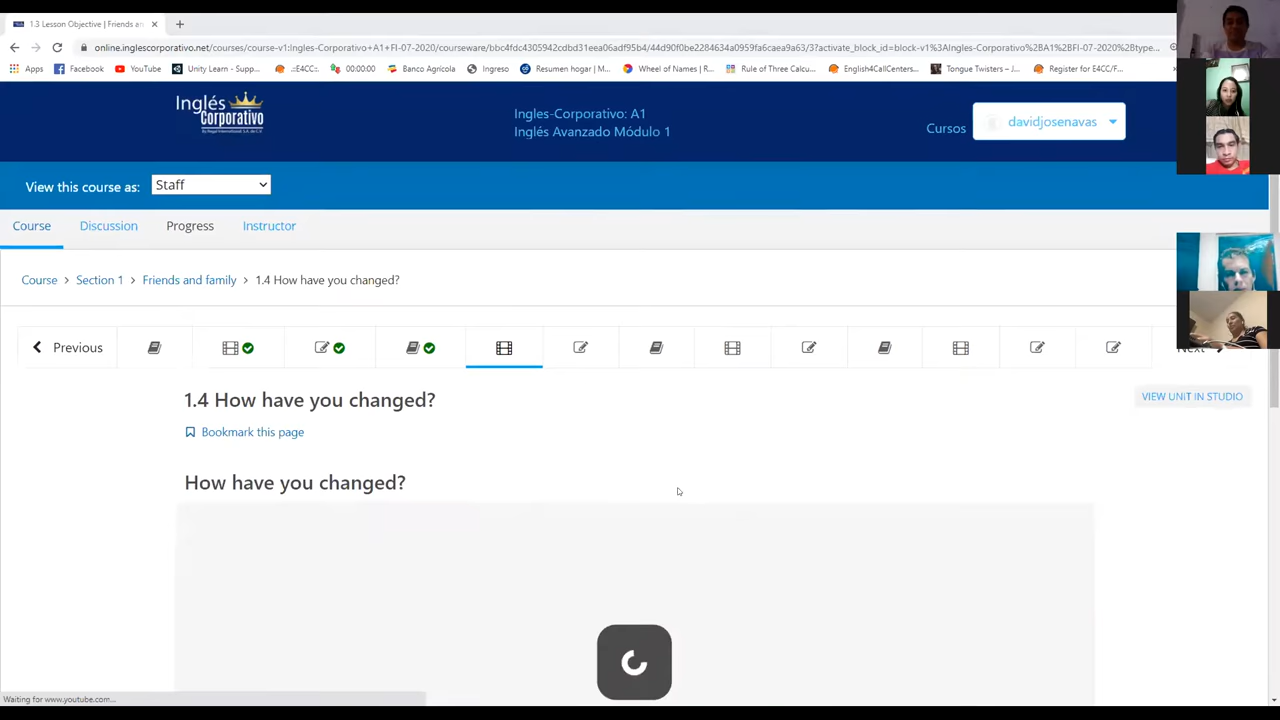 1.3 Lesson Objective | Friends an
online.inglescorporativo.net/courses/course-v1:Ingles-Corporativo+A1+FI-07-2020/courseware/bbc4fdc4305942cdbd31eea06adf95b4/44d90f0be2284634a0959fa6caea9a63/3?activate_block_id=block-v1%3AIngles-Corporativo%2BA1%2BFI-07-2020%2Btype...
Apps Facebook YouTube Unity Learn - Supp... .::E4CC:. 00:00:00 Banco Agrícola Ingreso Resumen hogar | M... Wheel of Names | R... Rule of Three Calcu... English4CallCenters... Tongue Twisters – J... Register for E4CC/F...
Inglés
Corporativo
Ingles-Corporativo: A1
Inglés Avanzado Módulo 1
Cursos
davidjosenavas
View this course as:
Staff
Course Discussion Progress Instructor
Course > Section 1 > Friends and family > 1.4 How have you changed?
Previous
Next
1.4 How have you changed?
VIEW UNIT IN STUDIO
Bookmark this page
How have you changed?
Waiting for www.youtube.com...